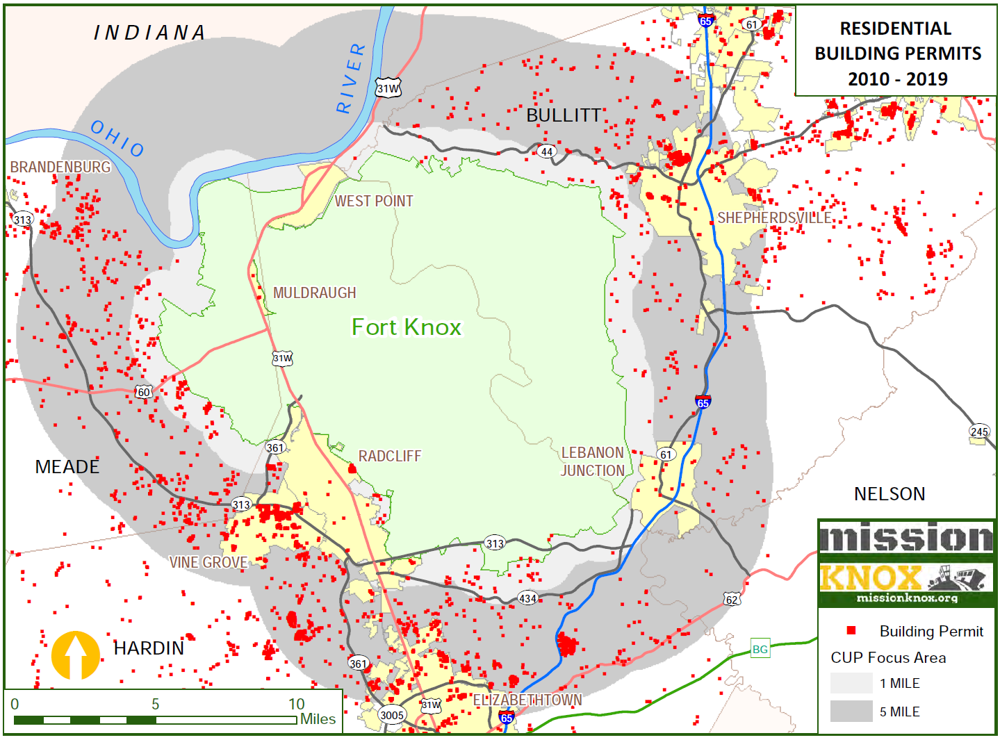 INDIANA
RESIDENTIAL
BUILDING PERMITS
2010 - 2019
65
61
RIVER
31W
BULLITT
OHIO
44
BRANDENBURG
WEST POINT
313
SHEPHERDSVILLE
MULDRAUGH
Fort Knox
31W
60
65
245
361
RADCLIFF
LEBANON
JUNCTION
61
MEADE
NELSON
313
313
VINE GROVE
mission
KNOX
missionknox.org
434
62
Building Permit
HARDIN
BG
CUP Focus Area
361
1 MILE
5 MILE
ELIZABETHTOWN
0 5 10
Miles
31W
3005
65